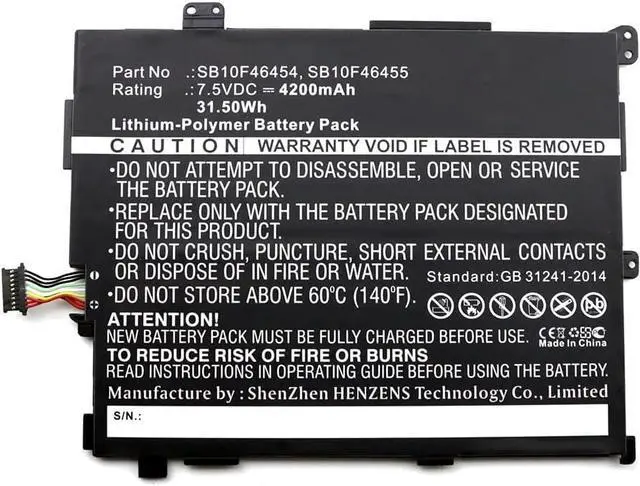 Part No .:SB10F46454, SB10F46455
Rating .:7.5VDC ⎓ 4200mAh
31.50Wh
Lithium-Polymer Battery Pack
CAUTION WARRANTY VOID IF LABEL IS REMOVED
•DO NOT ATTEMPT TO DISASSEMBLE, OPEN OR SERVICE
THE BATTERY PACK.
•REPLACE ONLY WITH THE BATTERY PACK DESIGNATED
FOR THIS PRODUCT.
•DO NOT CRUSH, PUNCTURE, SHORT EXTERNAL CONTACTS
OR DISPOSE OF IN FIRE OR WATER.
Standard:GB 31241-2014
•DO NOT STORE ABOVE 60°C (140°F).
ATTENTION!
NEW BATTERY PACK MUST BE FULLY CHARGED BEFORE USE.
TO REDUCE RISK OF FIRE OR BURNS
READ INSTRUCTIONS IN OPERATING GUIDE BEFORE USING THE BATTERY.
CE
Made In China
Manufacture by : ShenZhen HENZENS Technology Co., Limited
S/N.: